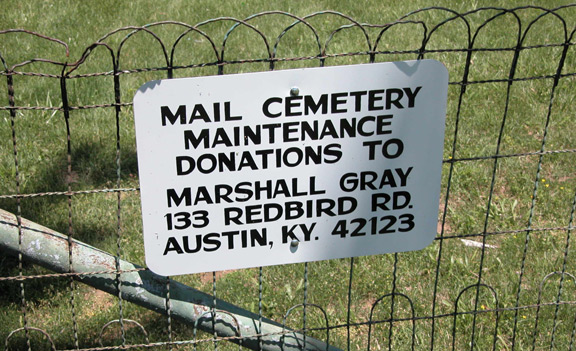 MAIL CEMETERY
MAINTENANCE
DONATIONS TO
MARSHALL GRAY
133 REDBIRD RD.
AUSTIN, KY. 42123